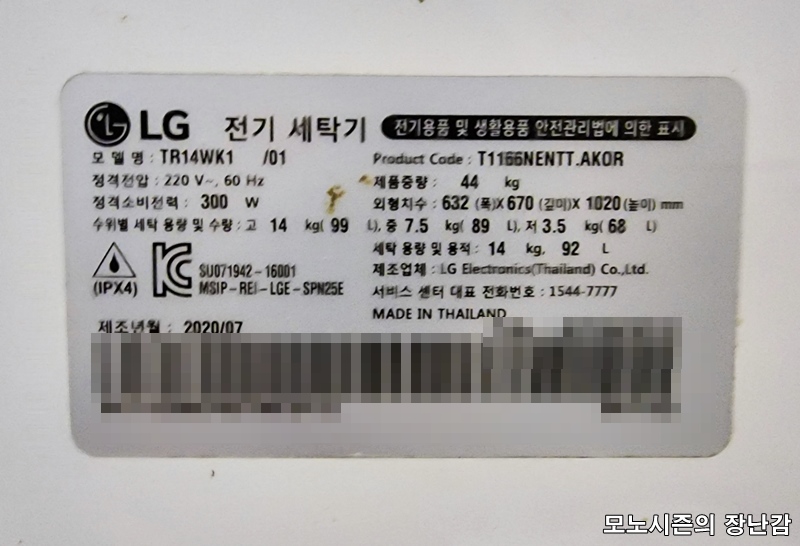 LG 전기 세탁기 전기용품 및 생활용품 안전관리법에 의한 표시
모 델 명 : TR14WK1 /01
Product Code : T1166NENTT.AKOR
정격전압 : 220 V~, 60 Hz
제품중량 : 44 kg
정격소비전력 : 300 W
외형치수 : 632 (폭)X 670 (깊이)X 1020 (높이) mm
수위별 세탁 용량 및 수량 : 고 14 kg( 99 L), 중 7.5 kg( 89 L), 저 3.5 kg( 68 L)
세탁 용량 및 용적 : 14 kg, 92 L
(IPX4)
SU071942-16001
MSIP-REI-LGE-SPN25E
제조업체 : LG Electronics(Thailand) Co.,Ltd.
서비스 센터 대표 전화번호 : 1544-7777
MADE IN THAILAND
제조년월 : 2020/07
모노시즌의 장난감